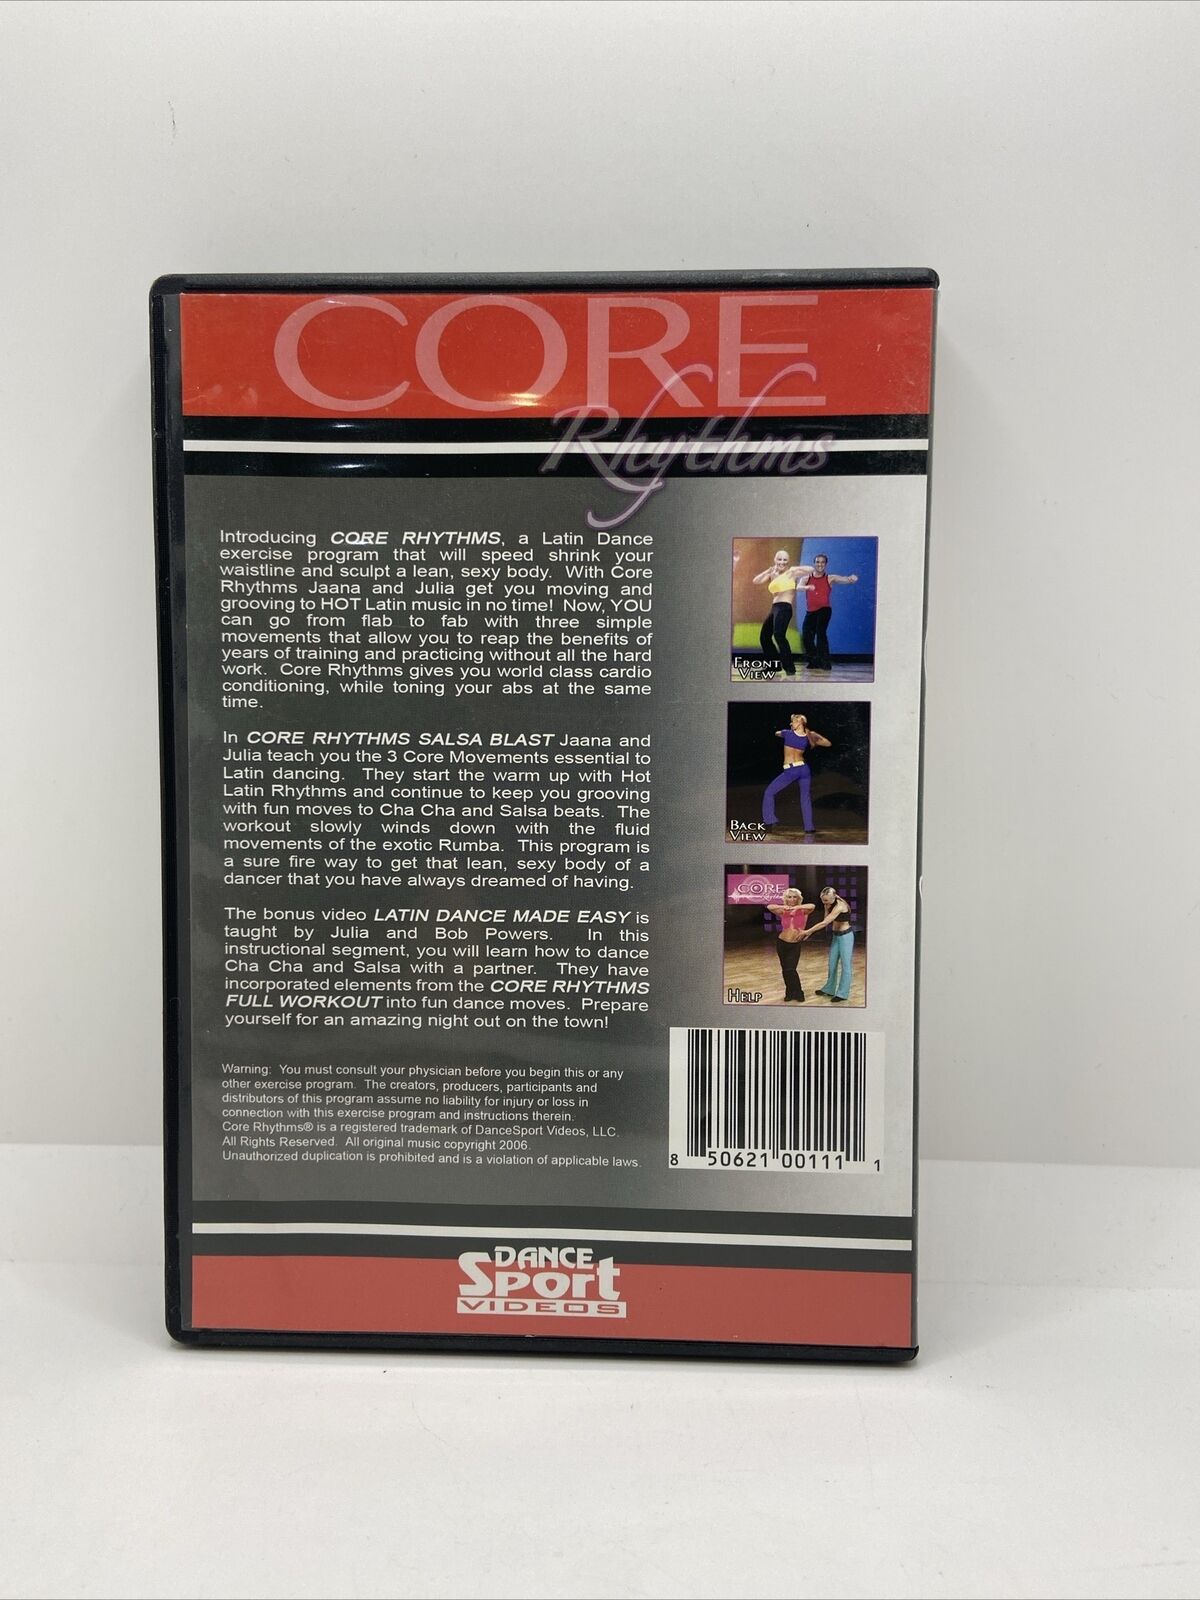 CORE
Rhythms
Introducing CORE RHYTHMS, a Latin Dance
exercise program that will speed shrink your
waistline and sculpt a lean, sexy body. With Core
Rhythms Jaana and Julia get you moving and
grooving to HOT Latin music in no time! Now, YOU
can go from flab to fab with three simple
movements that allow you to reap the benefits of
years of training and practicing without all the hard
work. Core Rhythms gives you world class cardio
conditioning, while toning your abs at the same
time.
In CORE RHYTHMS SALSA BLAST Jaana and
Julia teach you the 3 Core Movements essential to
Latin dancing. They start the warm up with Hot
Latin Rhythms and continue to keep you grooving
with fun moves to Cha Cha and Salsa beats. The
workout slowly winds down with the fluid
movements of the exotic Rumba. This program is
a sure fire way to get that lean, sexy body of a
dancer that you have always dreamed of having.
The bonus video LATIN DANCE MADE EASY is
taught by Julia and Bob Powers. In this
instructional segment, you will learn how to dance
Cha Cha and Salsa with a partner. They have
incorporated elements from the CORE RHYTHMS
FULL WORKOUT into fun dance moves. Prepare
yourself for an amazing night out on the town!
Warning: You must consult your physician before you begin this or any
other exercise program. The creators, producers, participants and
distributors of this program assume no liability for injury or loss in
connection with this exercise program and instructions therein.
Core Rhythms® is a registered trademark of DanceSport Videos, LLC.
All Rights Reserved. All original music copyright 2006.
Unauthorized duplication is prohibited and is a violation of applicable laws.
FRONT
VIEW
BACK
VIEW
CORE
Rhythms
HELP
8 50621 00111 1
DANCE
Sport
VIDEOS